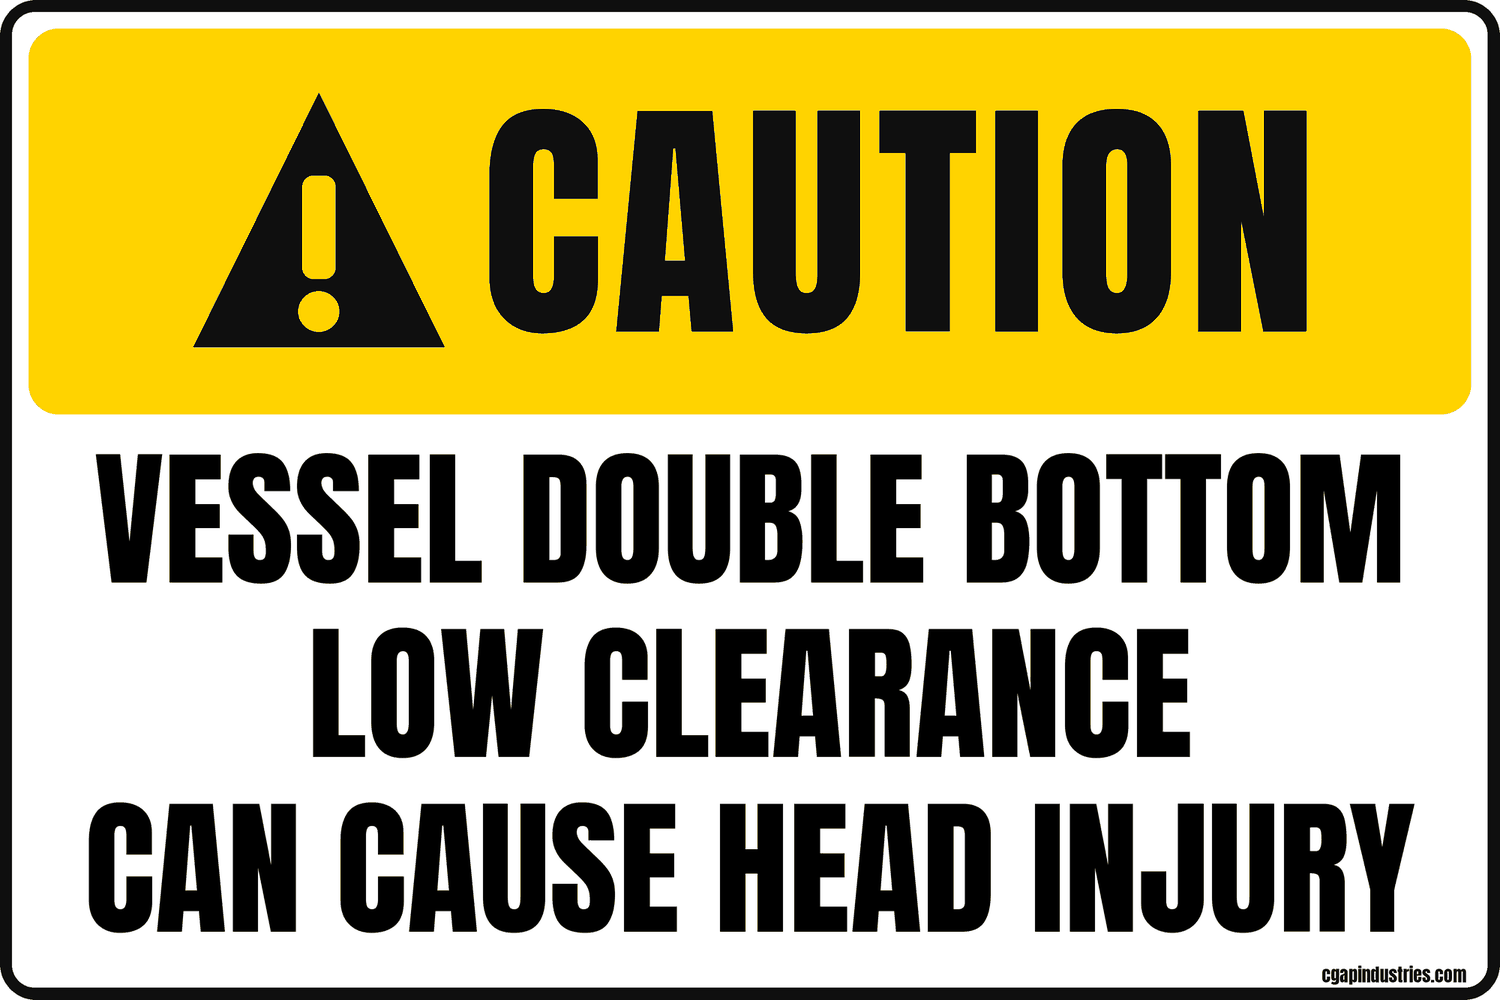 CAUTION
VESSEL DOUBLE BOTTOM
LOW CLEARANCE
CAN CAUSE HEAD INJURY
cgapindustries.com